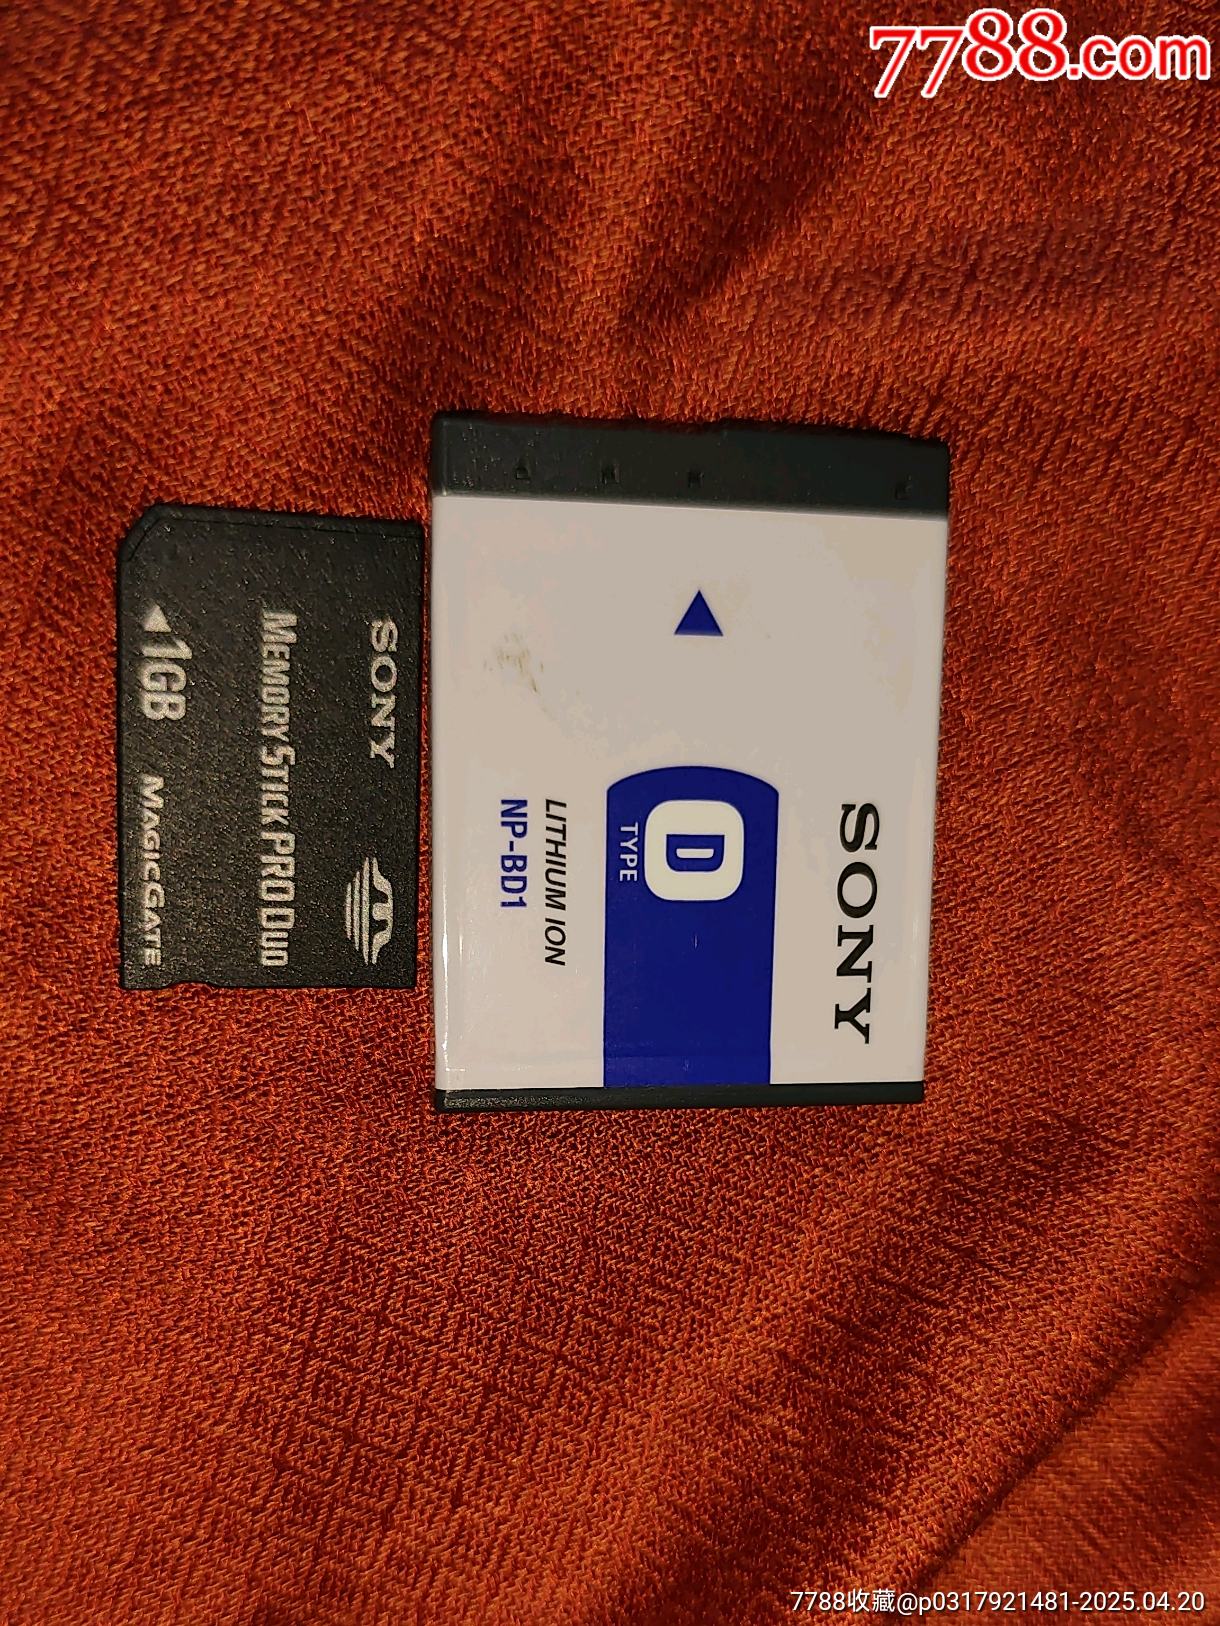 7788.com
SONY
MEMORY STICK PRO DUO
1GB MAGICGATE
SONY
D
TYPE
LITHIUM ION
NP-BD1
7788收藏@p0317921481-2025.04.20